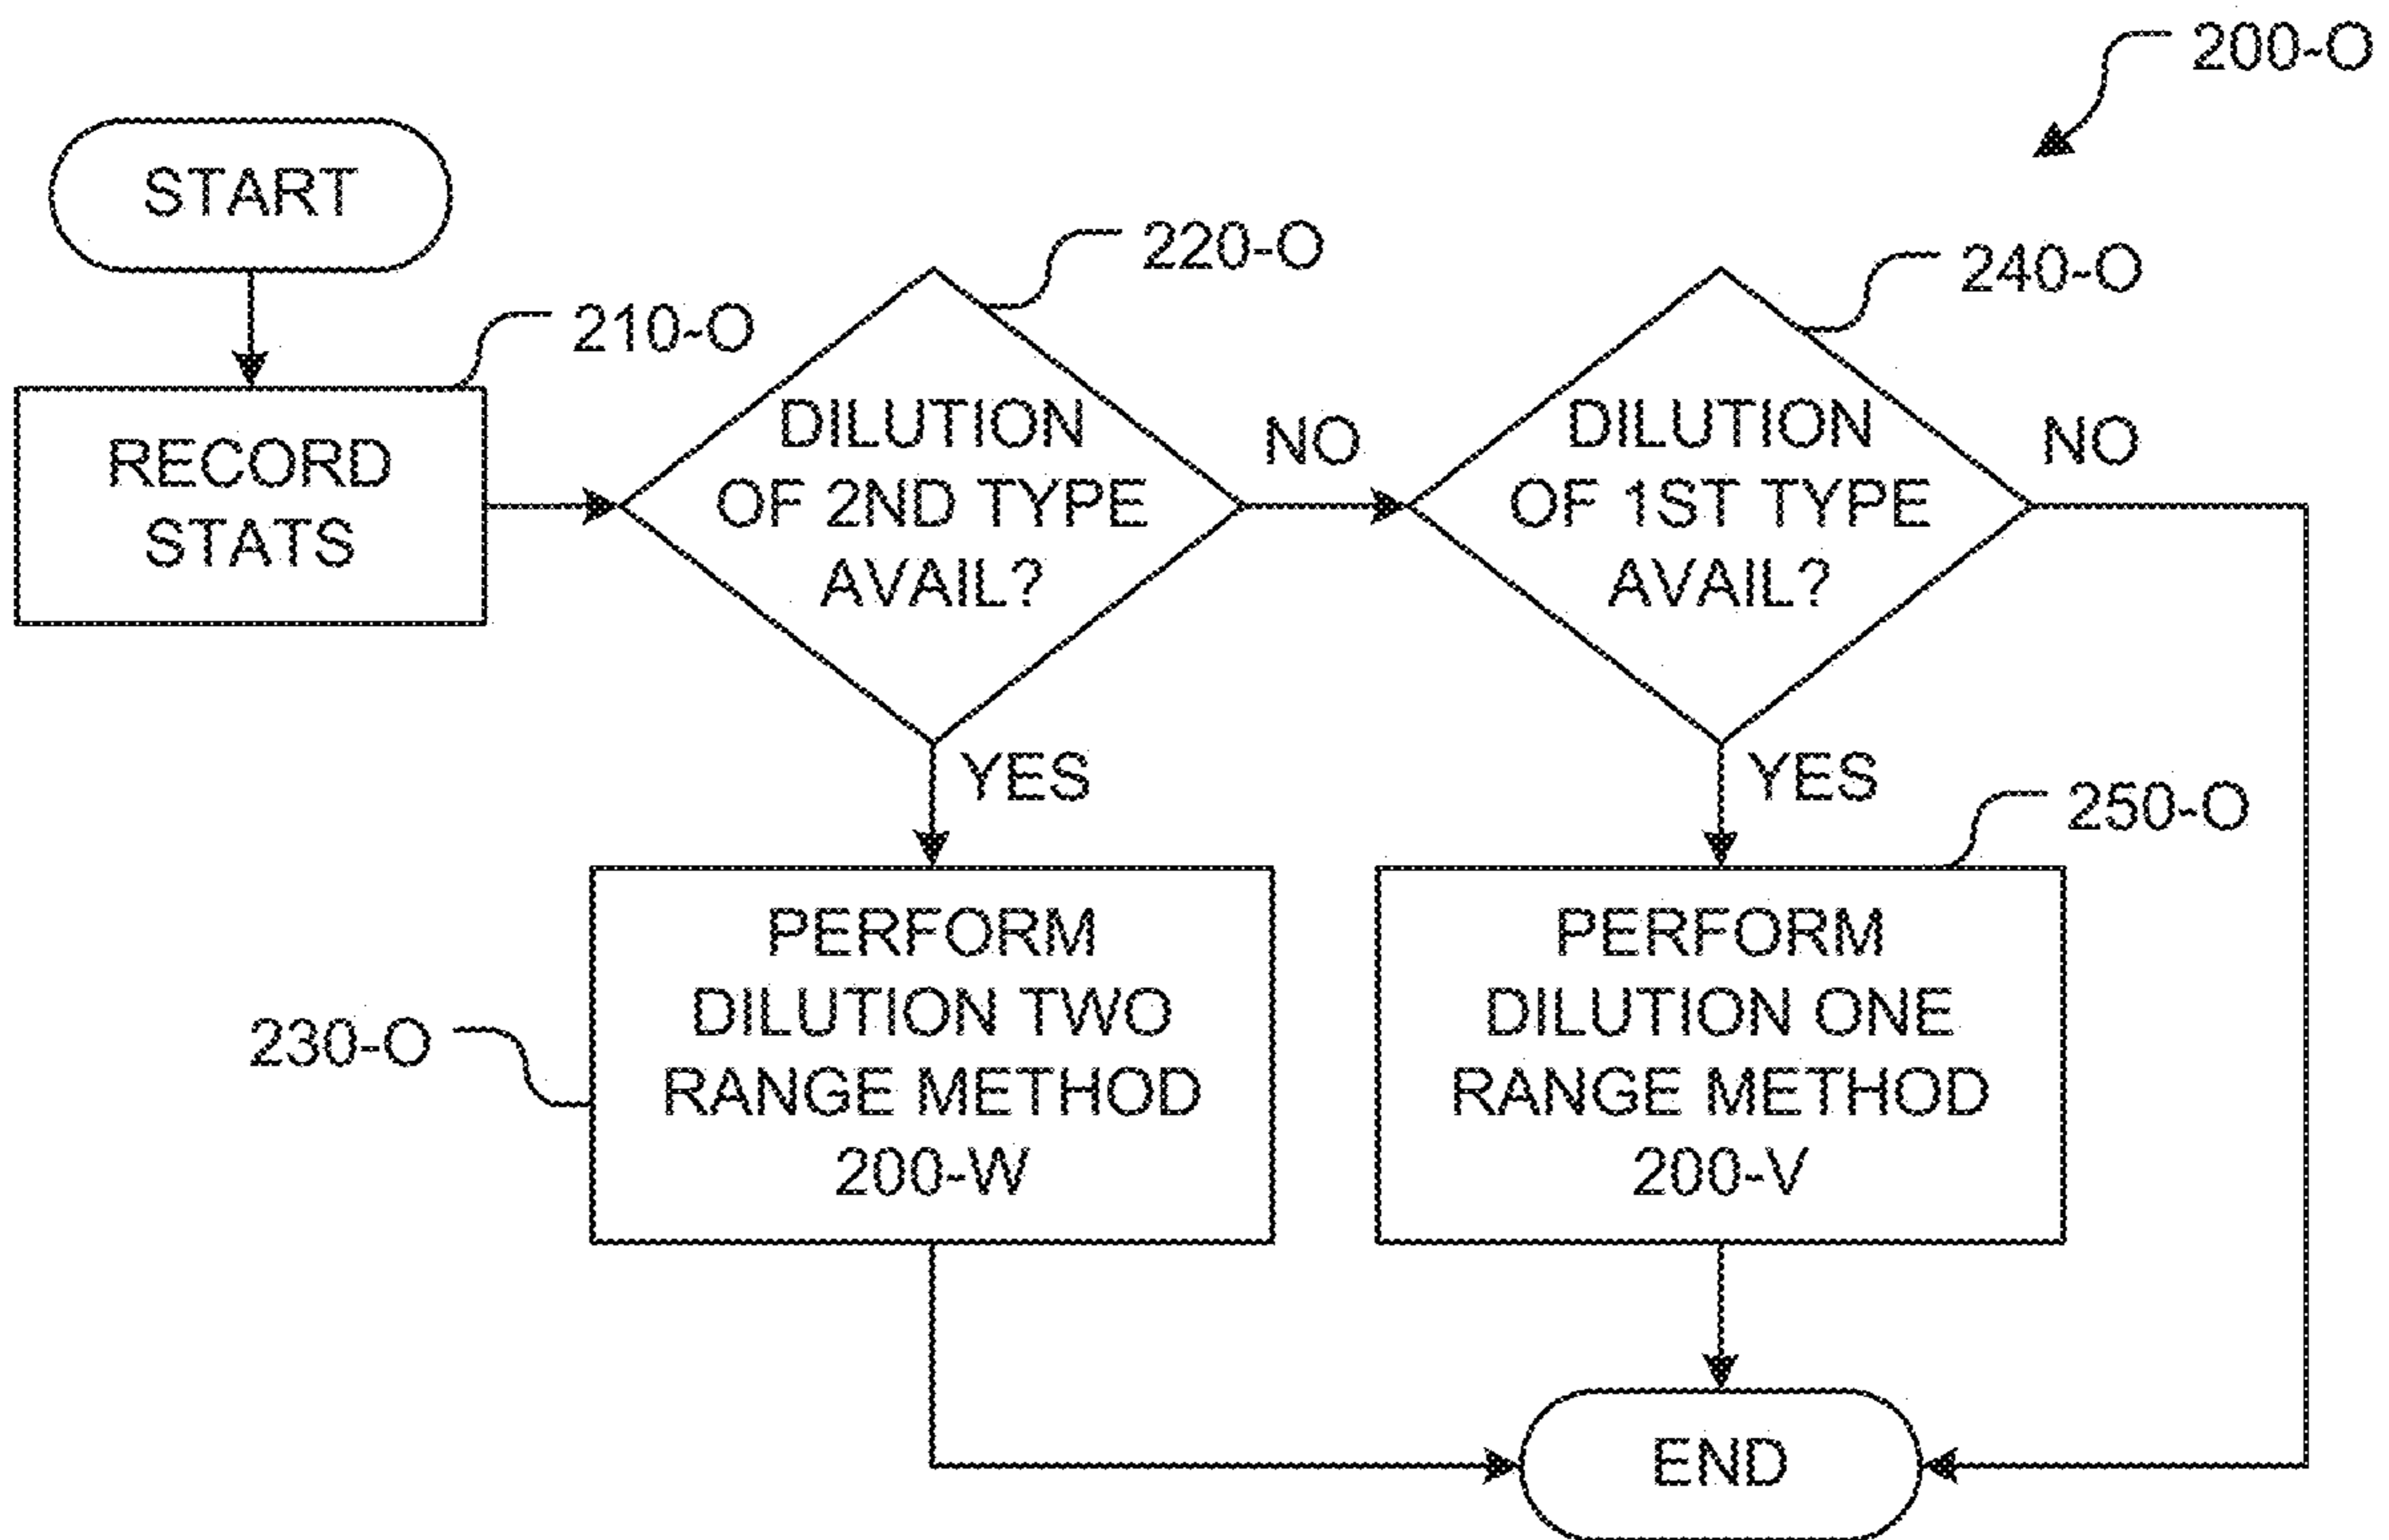 200-O
START
220-O
240-O
210-O
RECORD
STATS
DILUTION
OF 2ND TYPE
AVAIL?
NO
DILUTION
OF 1ST TYPE
AVAIL?
NO
YES
YES
250-O
230-O
PERFORM
DILUTION TWO
RANGE METHOD
200-W
PERFORM
DILUTION ONE
RANGE METHOD
200-V
END